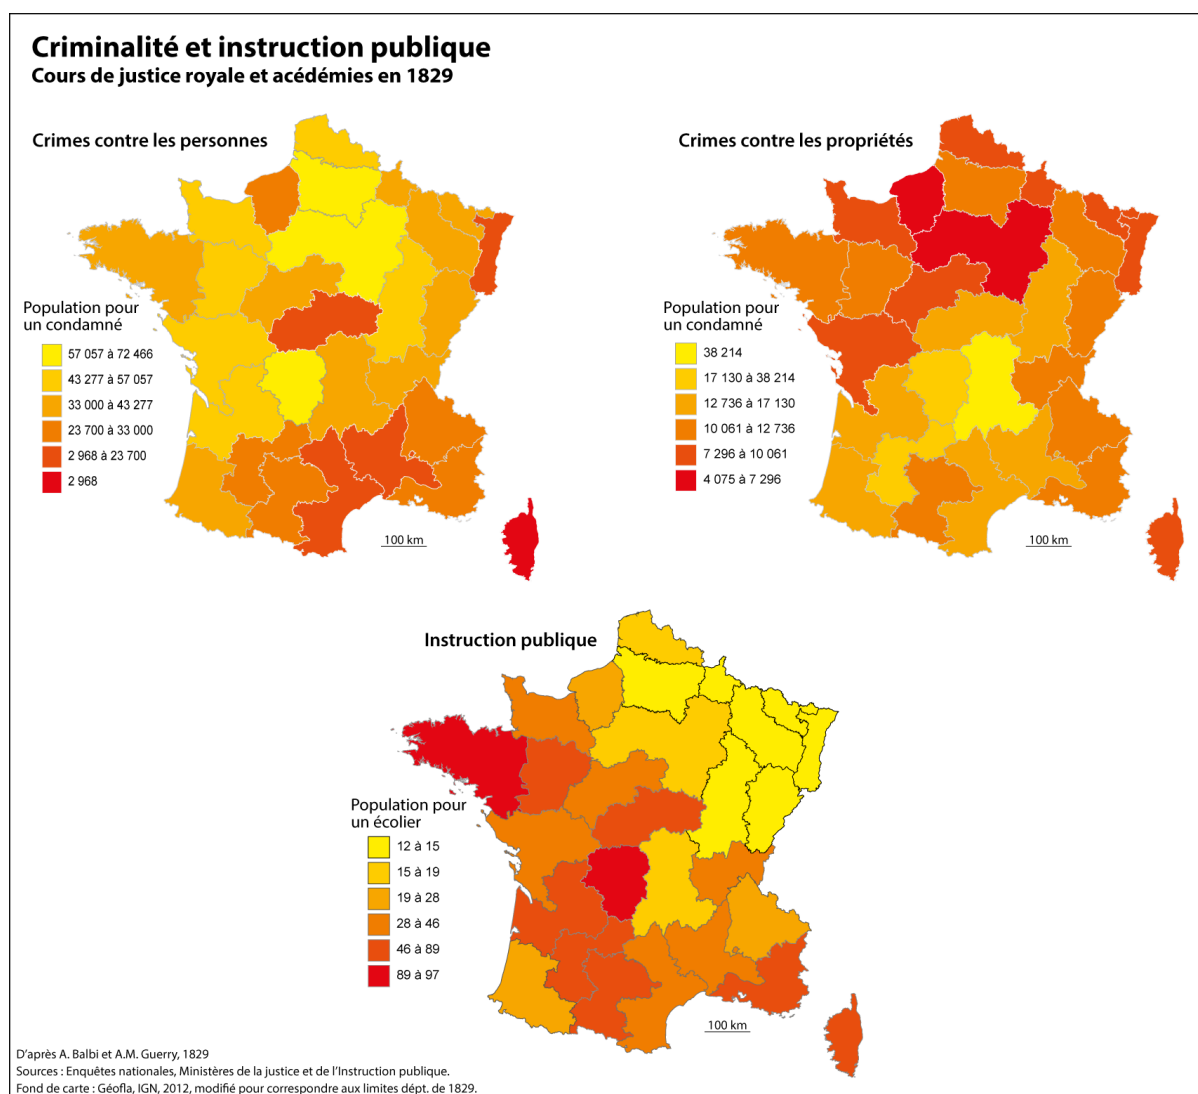 Criminalité et instruction publique
Cours de justice royale et acédémies en 1829
Crimes contre les personnes
Population pour
un condamné
57 057 à 72 466
43 277 à 57 057
33 000 à 43 277
23 700 à 33 000
2 968 à 23 700
2 968
100 km
Crimes contre les propriétés
Population pour
un condamné
38 214
17 130 à 38 214
12 736 à 17 130
10 061 à 12 736
7 296 à 10 061
4 075 à 7 296
100 km
Instruction publique
Population pour
un écolier
12 à 15
15 à 19
19 à 28
28 à 46
46 à 89
89 à 97
100 km
D'après A. Balbi et A.M. Guerry, 1829
Sources : Enquêtes nationales, Ministères de la justice et de l'Instruction publique.
Fond de carte : Géofla, IGN, 2012, modifié pour correspondre aux limites dépt. de 1829.